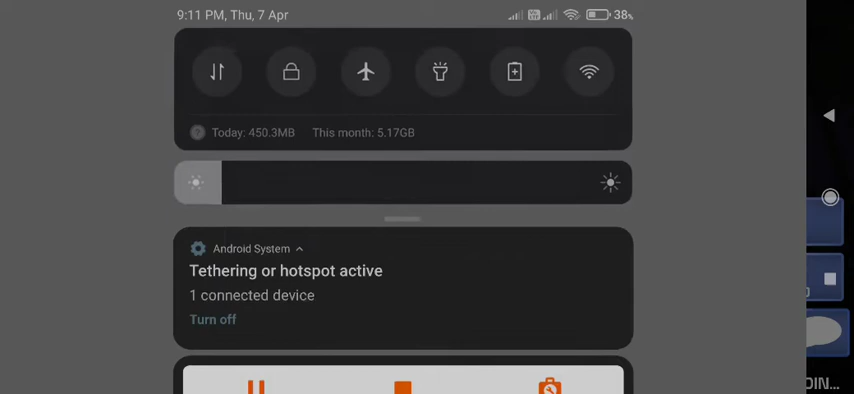 9:11 PM, Thu, 7 Apr 38%
Today: 450.3MB This month: 5.17GB
Android System
Tethering or hotspot active
1 connected device
Turn off
DIN...